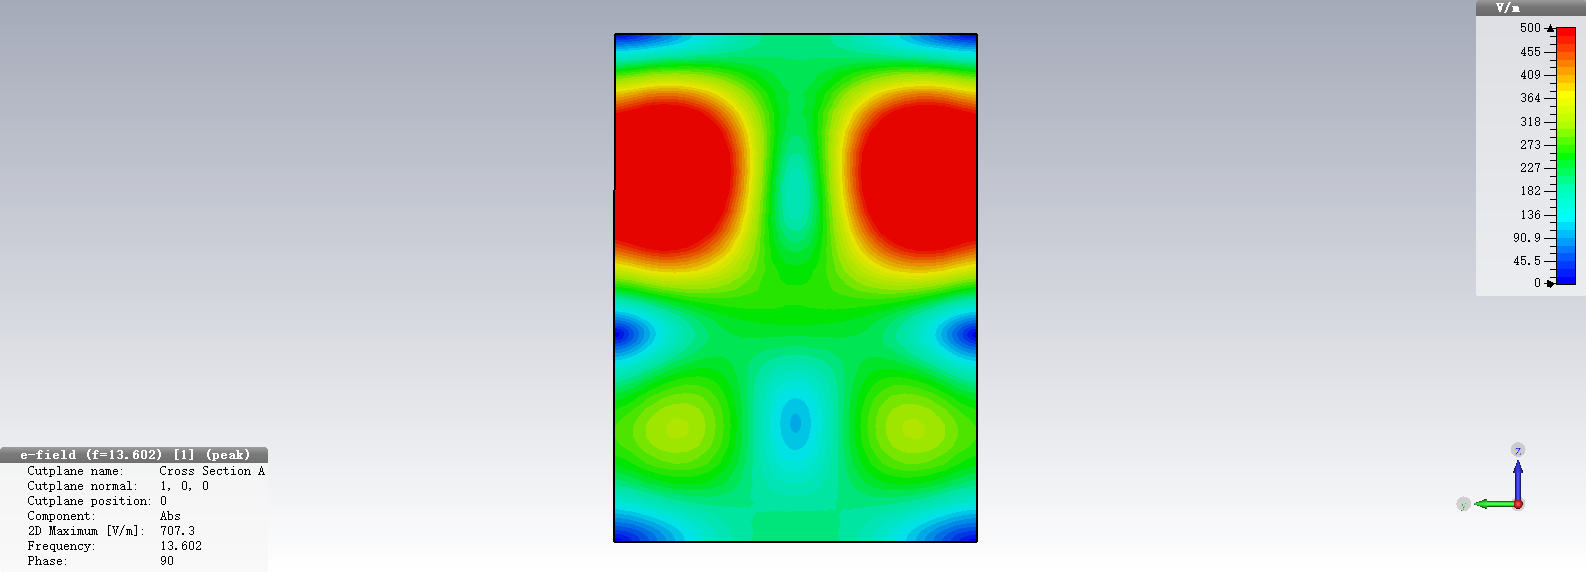 V/m
500
455
409
364
318
273
227
182
136
90.9
45.5
0
e-field (f=13.602) [1] (peak)
Cutplane name: Cross Section A
Cutplane normal: 1, 0, 0
Cutplane position: 0
Component: Abs
2D Maximum [V/m]: 707.3
Frequency: 13.602
Phase: 90
z
y